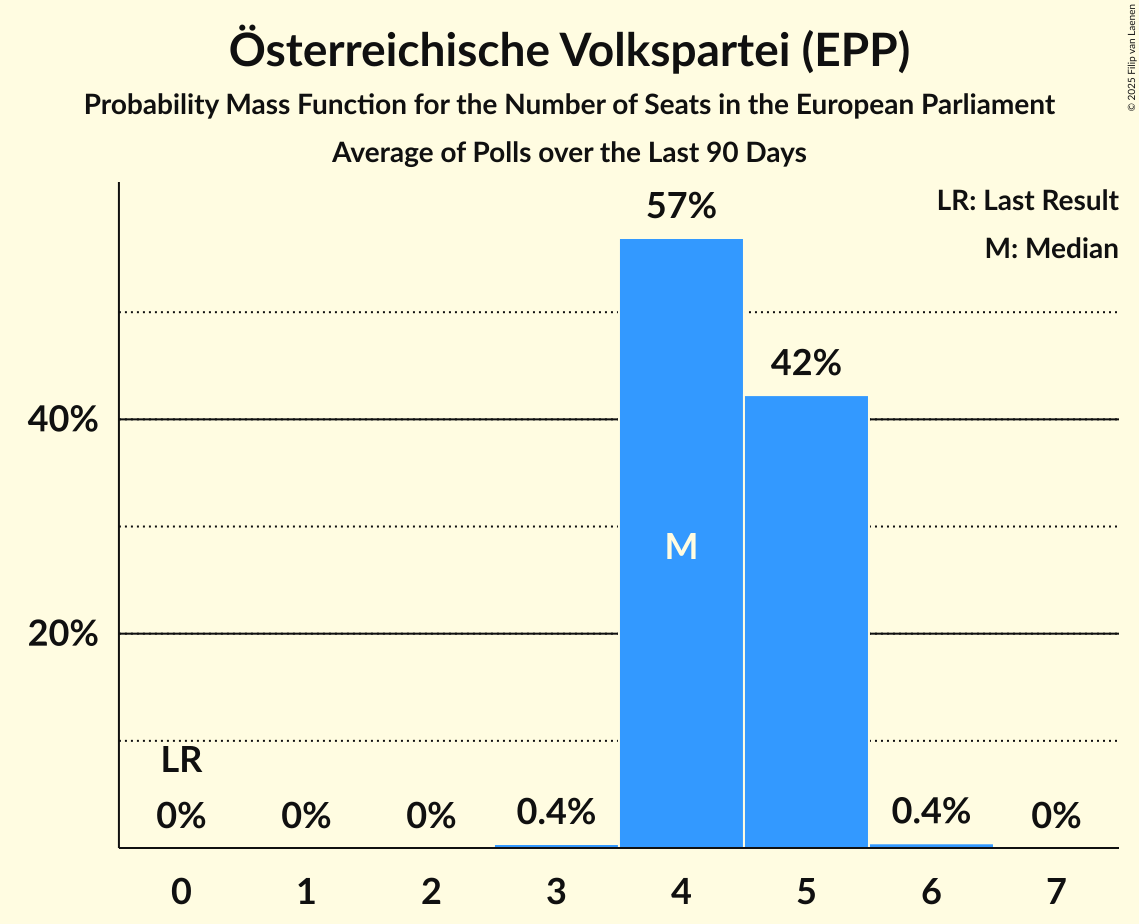 Österreichische Volkspartei (EPP)
Probability Mass Function for the Number of Seats in the European Parliament
Average of Polls over the Last 90 Days
© 2025 Filip van Laenen
LR: Last Result
M: Median
57%
42%
40%
M
20%
LR
0% 0% 0% 0.4% 0.4% 0%
0 1 2 3 4 5 6 7